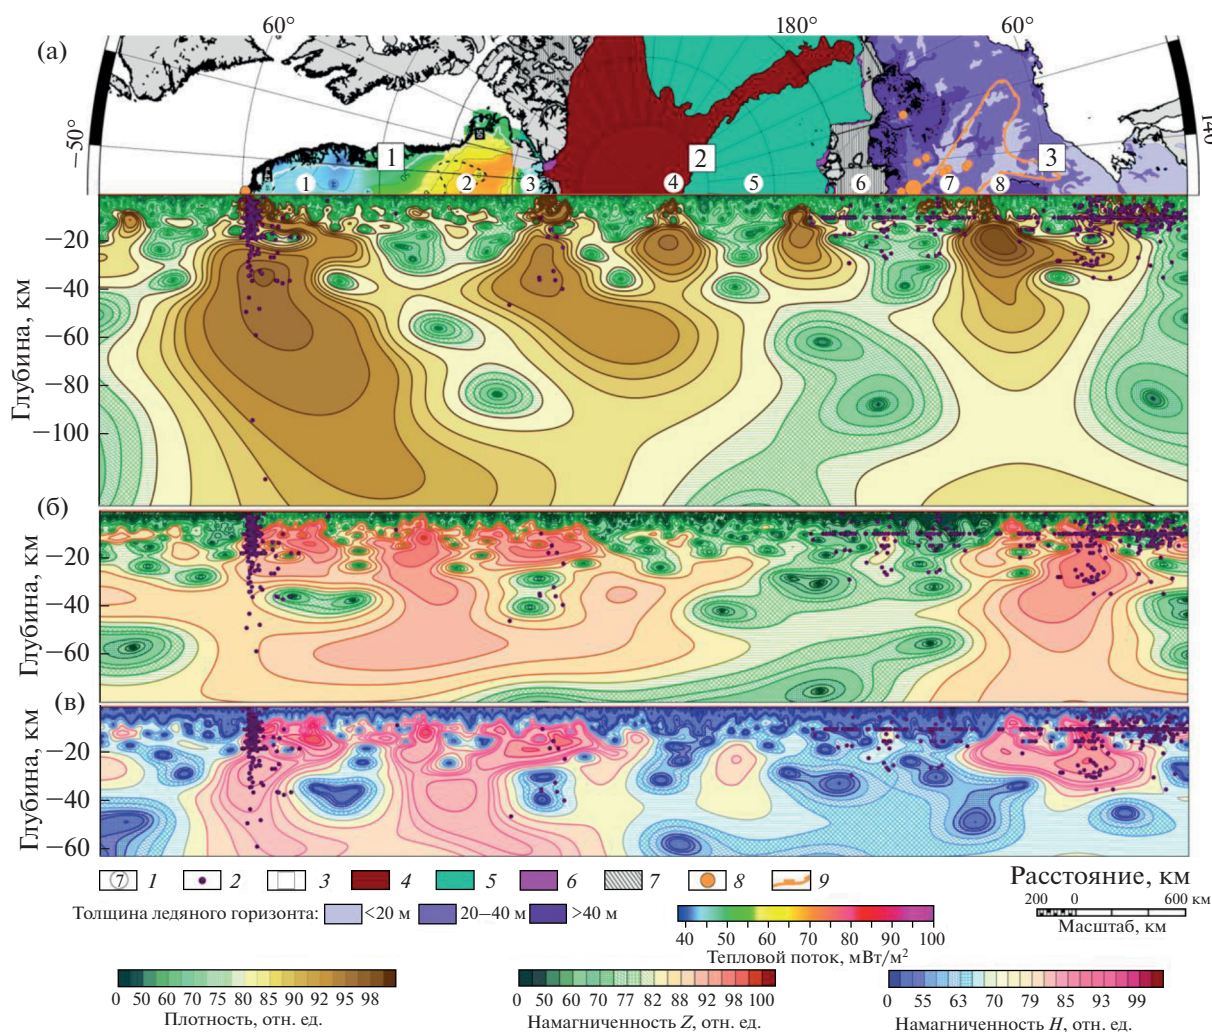 (а)
60°
180°
60°
−50°
140
1
2
3
1
2
3
4
5
6
7
8
Глубина, км
−20
−40
−60
−80
−100
(б)
Глубина, км
−20
−40
−60
(в)
Глубина, км
−20
−40
−60
7 1
2
3
4
5
6
7
8
9
Расстояние, км
200 0 600 км
Масштаб, км
Толщина ледяного горизонта: <20 м 20−40 м >40 м
40 50 60 70 80 90 100
Тепловой поток, мВт/м²
0 50 60 70 80 85 92 95 98
Плотность, отн. ед.
0 50 60 70 77 82 88 92 98 100
Намагниченность Z, отн. ед.
0 55 63 70 79 85 93 99
Намагниченность H, отн. ед.